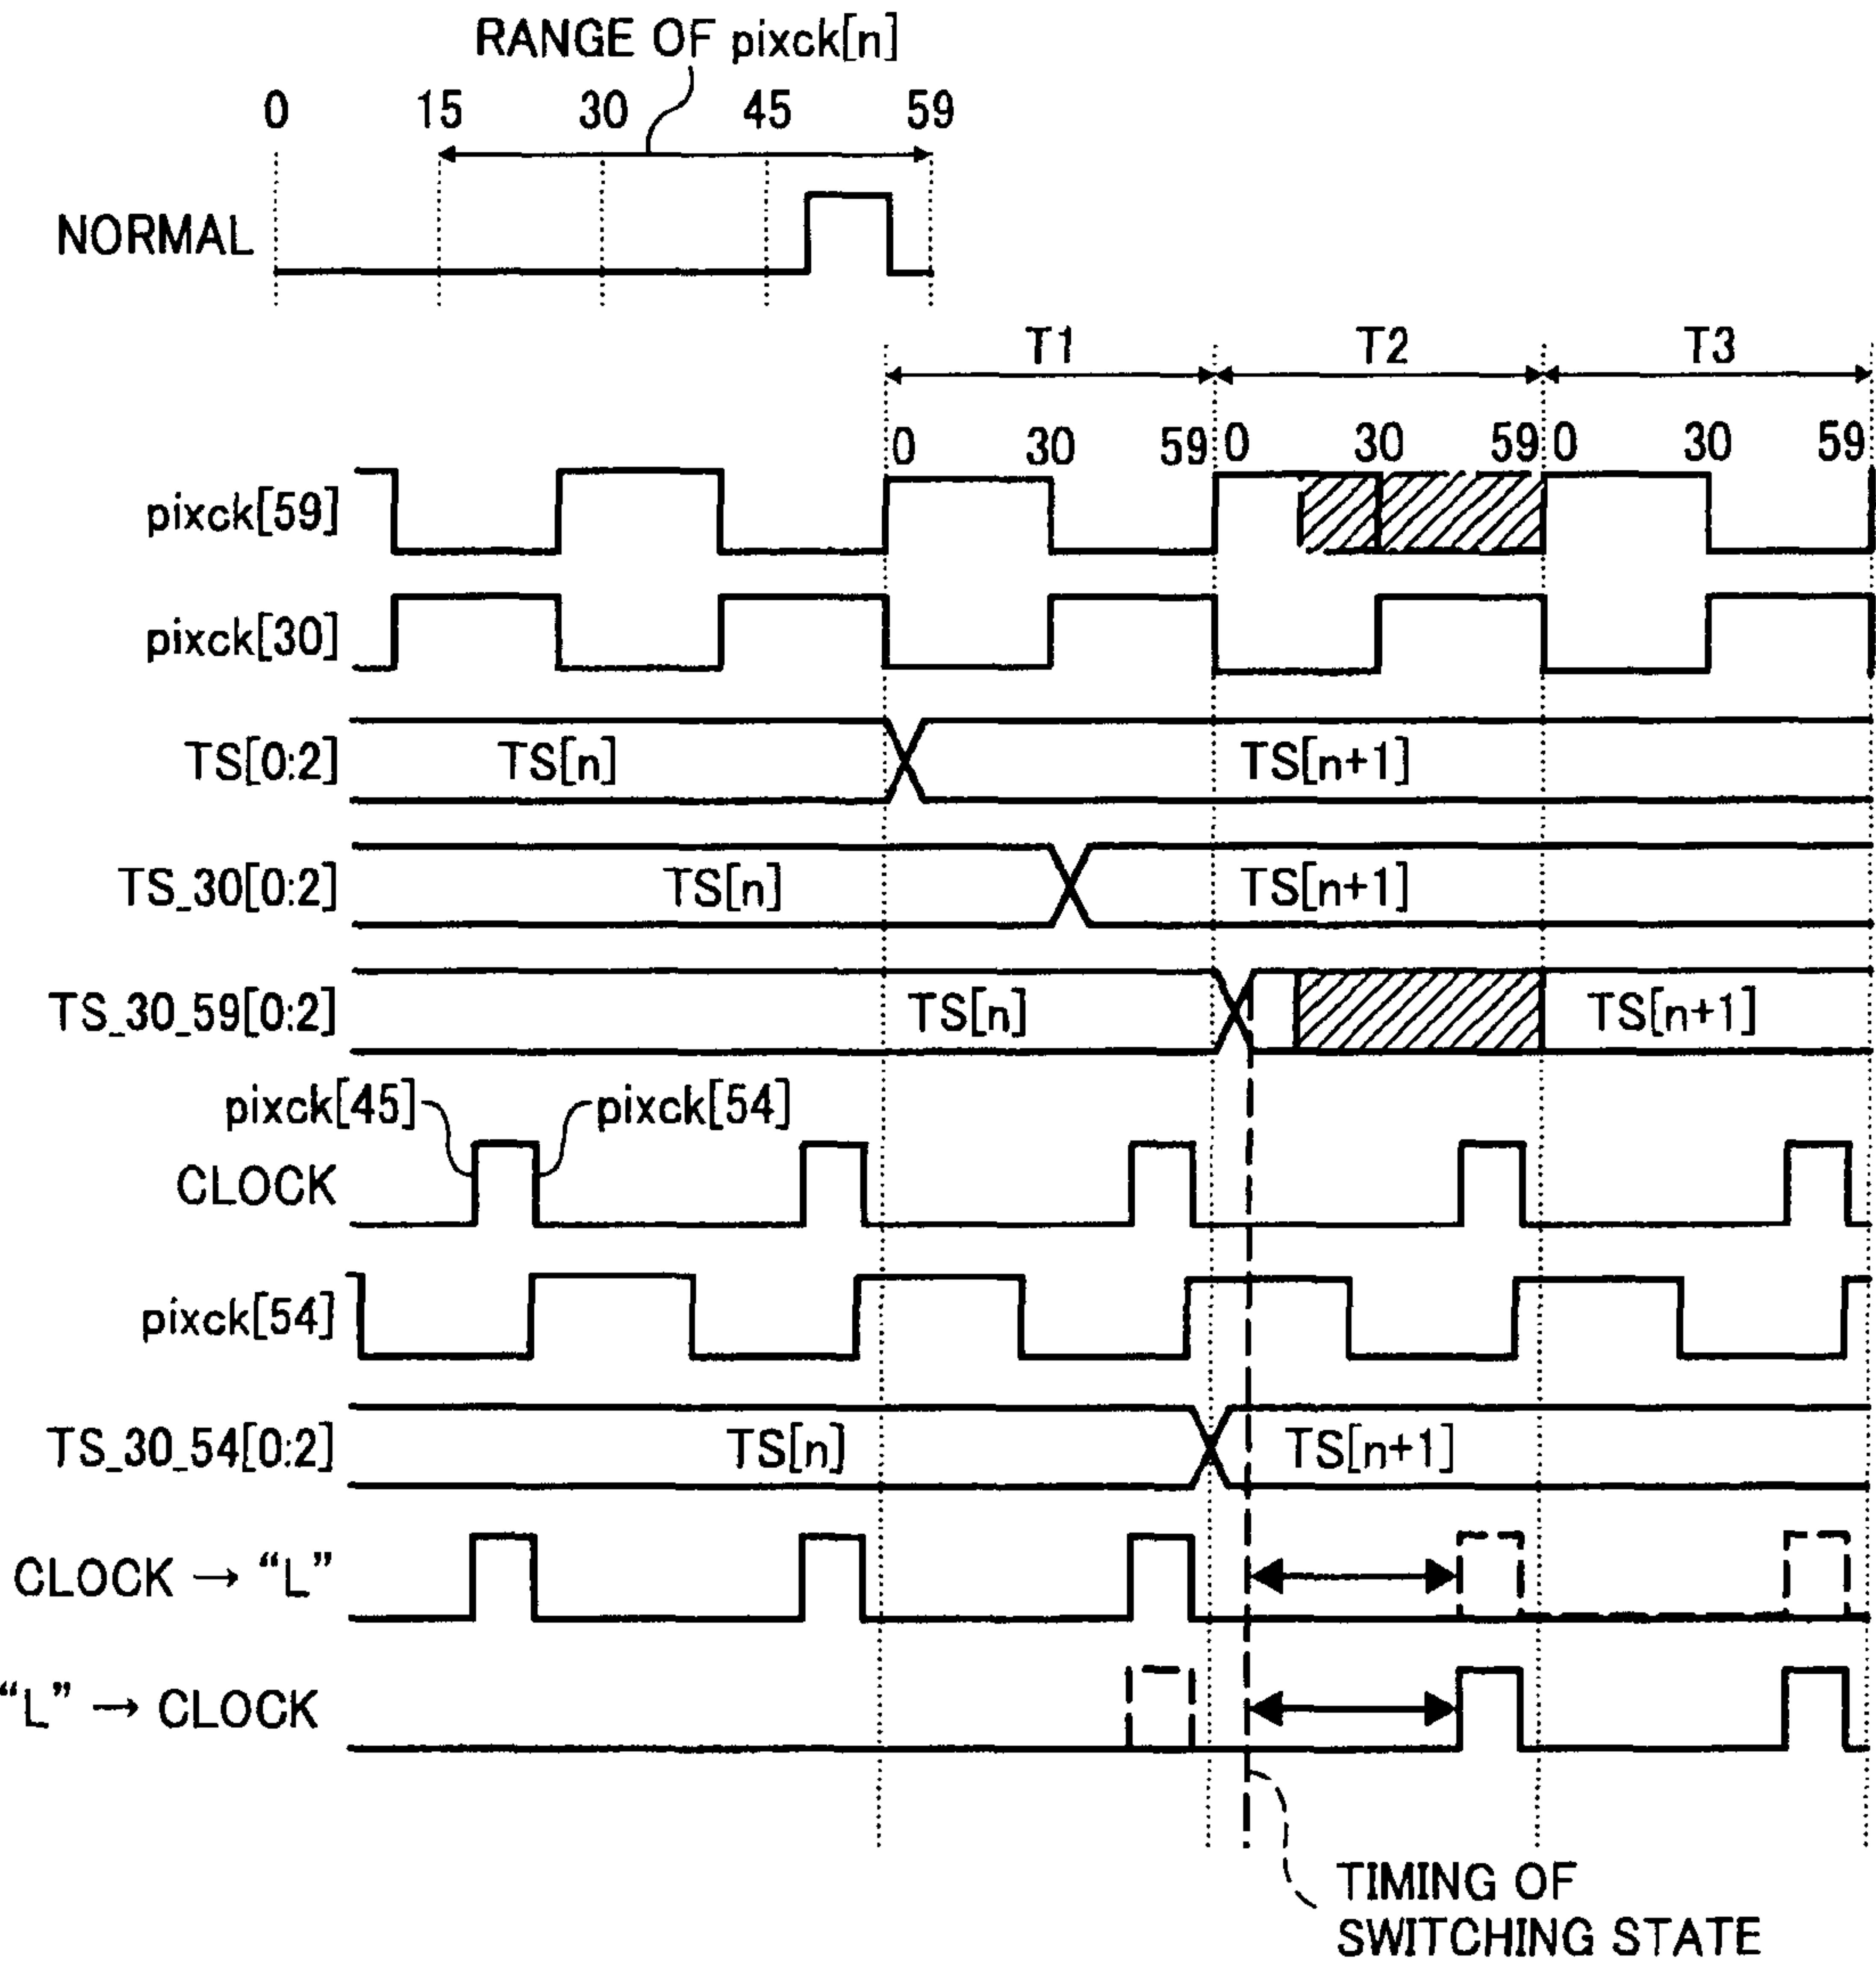 RANGE OF pixck[n]
0 15 30 45 59
NORMAL
T1 T2 T3
0 30 59 0 30 59 0 30 59
pixck[59]
pixck[30]
TS[0:2] TS[n] TS[n+1]
TS_30[0:2] TS[n] TS[n+1]
TS_30_59[0:2] TS[n] TS[n+1]
pixck[45] pixck[54]
CLOCK
pixck[54]
TS_30_54[0:2] TS[n] TS[n+1]
CLOCK → “L”
“L” → CLOCK
TIMING OF
SWITCHING STATE